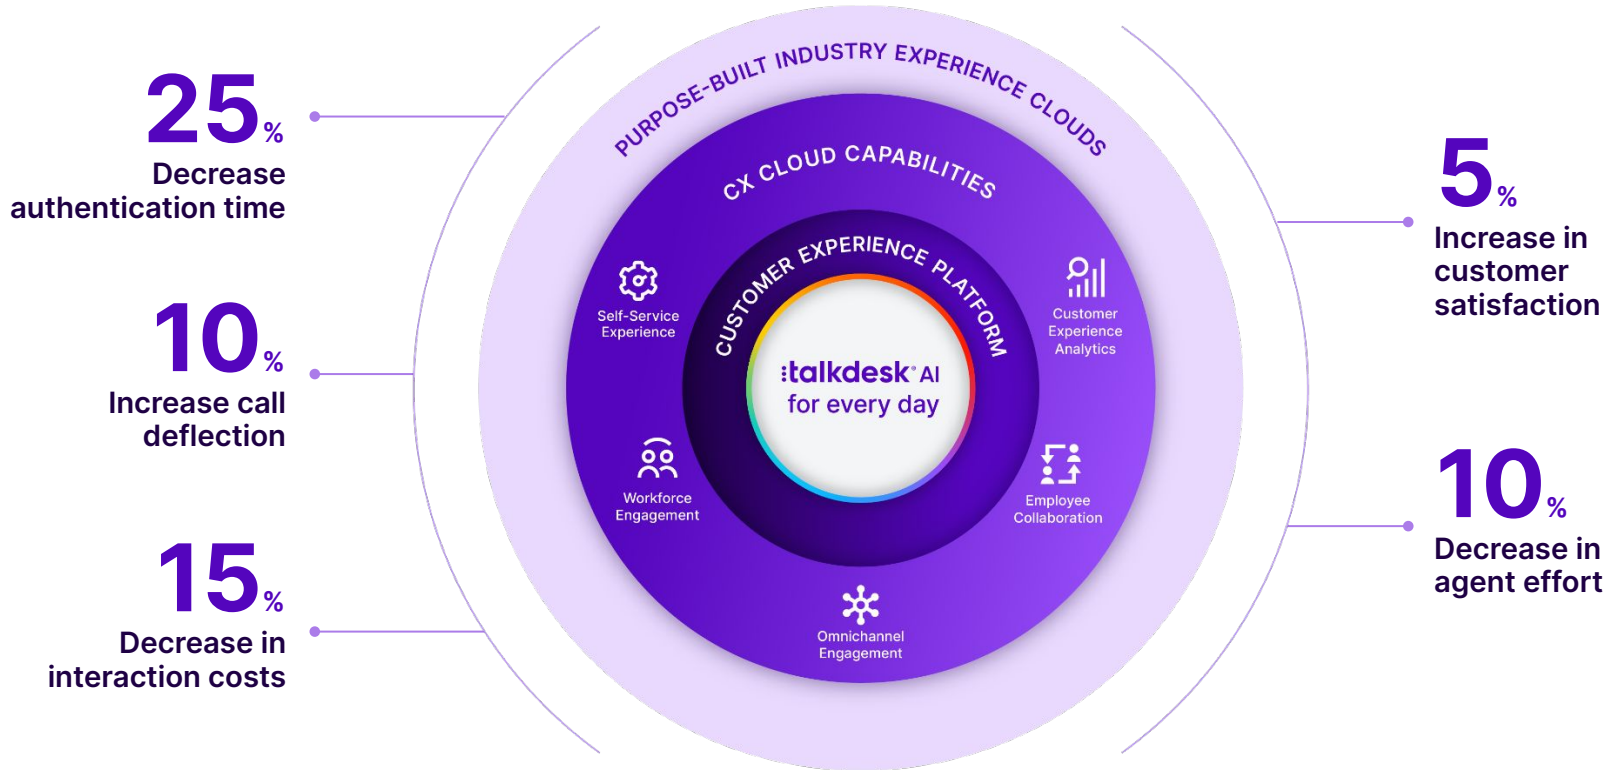 25%
Decrease
authentication time
10%
Increase call
deflection
15%
Decrease in
interaction costs
PURPOSE-BUILT INDUSTRY EXPERIENCE CLOUDS
CX CLOUD CAPABILITIES
CUSTOMER EXPERIENCE PLATFORM
:talkdesk® AI
for every day
Self-Service
Experience
Customer
Experience
Analytics
Workforce
Engagement
Employee
Collaboration
Omnichannel
Engagement
5%
Increase in
customer
satisfaction
10%
Decrease in
agent effort